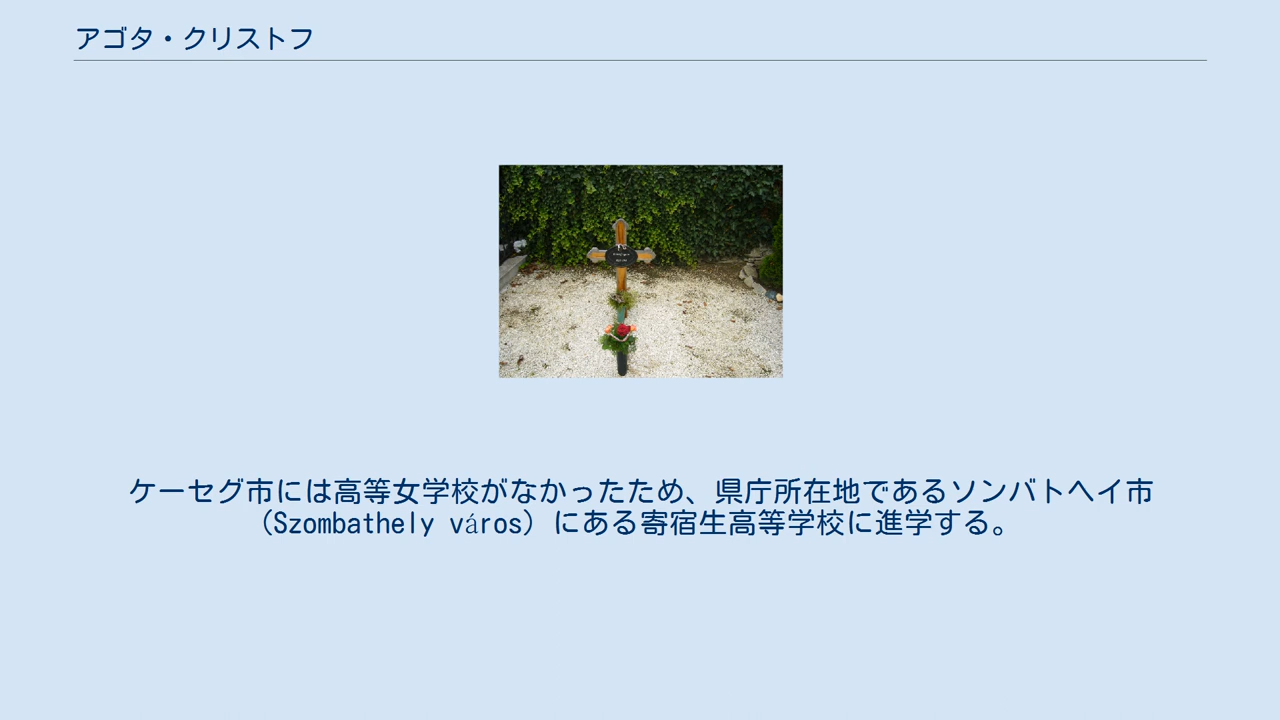 アゴタ・クリストフ
ケーセグ市には高等女学校がなかったため、県庁所在地であるソンバトヘイ市
（Szombathely város）にある寄宿生高等学校に進学する。